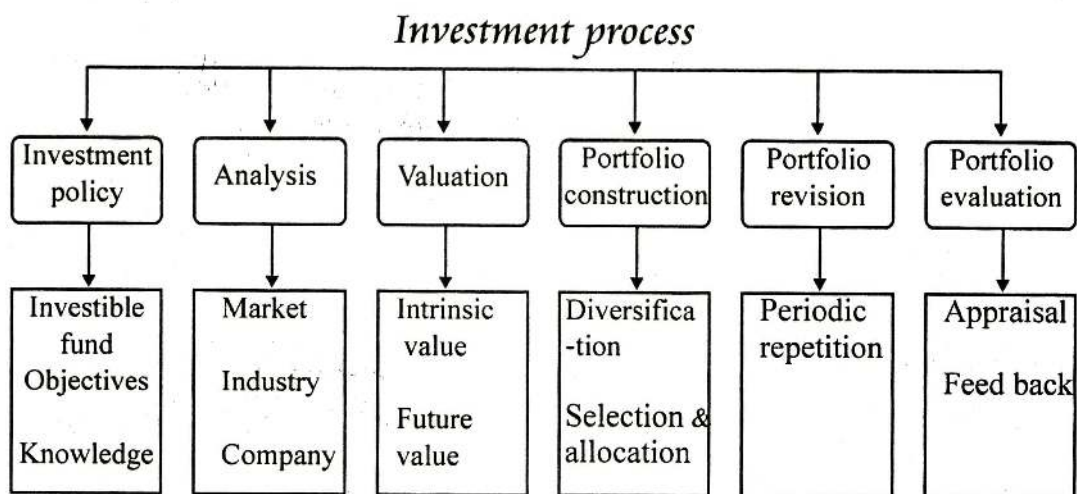 Investment process
Investment
policy
Analysis
Valuation
Portfolio
construction
Portfolio
revision
Portfolio
evaluation
Investible
fund
Objectives
Knowledge
Market
Industry
Company
Intrinsic
value
Future
value
Diversifica
-tion
Selection &
allocation
Periodic
repetition
Appraisal
Feed back